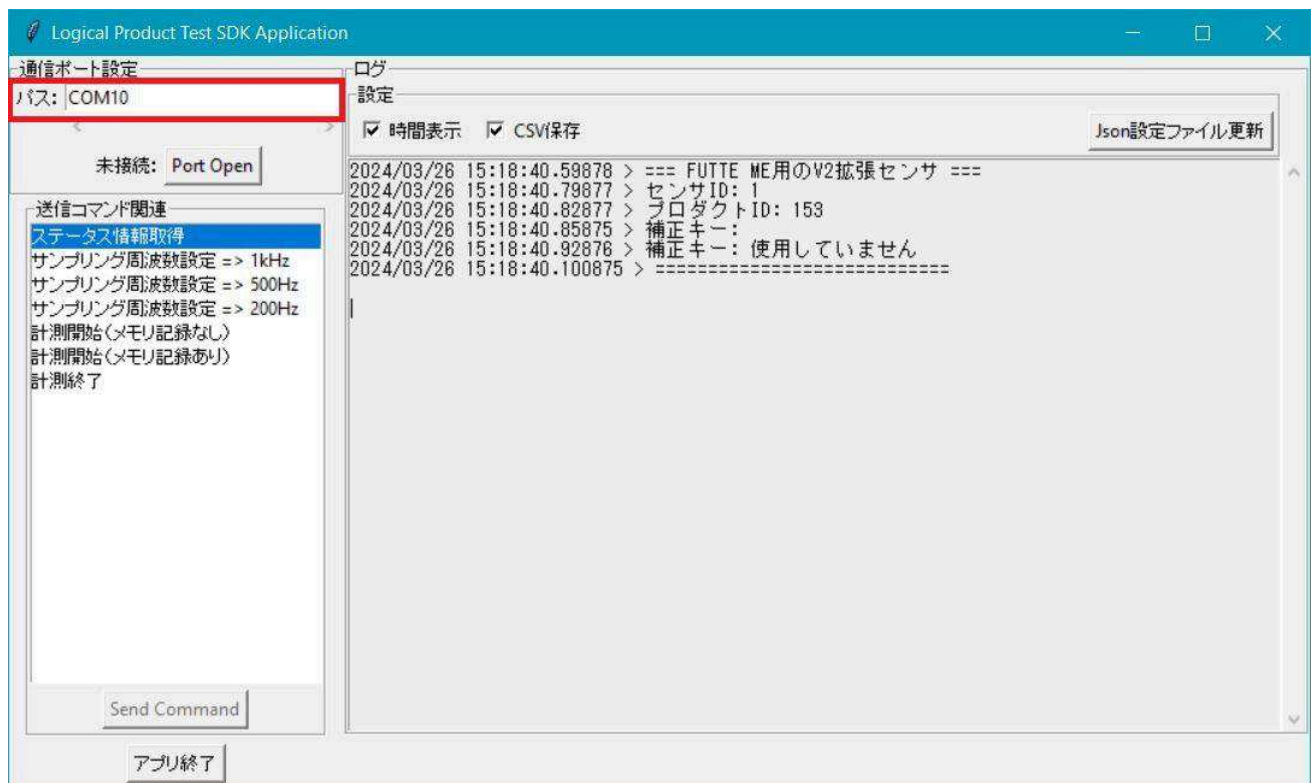 Logical Product Test SDK Application
通信ポート設定
パス: COM10
未接続: Port Open
送信コマンド関連
ステータス情報取得
サンプリング周波数設定 => 1kHz
サンプリング周波数設定 => 500Hz
サンプリング周波数設定 => 200Hz
計測開始(メモリ記録なし)
計測開始(メモリ記録あり)
計測終了
Send Command
アプリ終了
ログ
設定
時間表示 CSV保存
Json設定ファイル更新
2024/03/26 15:18:40.59878 > === FUTTE ME用のV2拡張センサ ===
2024/03/26 15:18:40.79877 > センサID: 1
2024/03/26 15:18:40.82877 > プロダクトID: 153
2024/03/26 15:18:40.85875 > 補正キー:
2024/03/26 15:18:40.92876 > 補正キー: 使用していません
2024/03/26 15:18:40.100875 > ============================